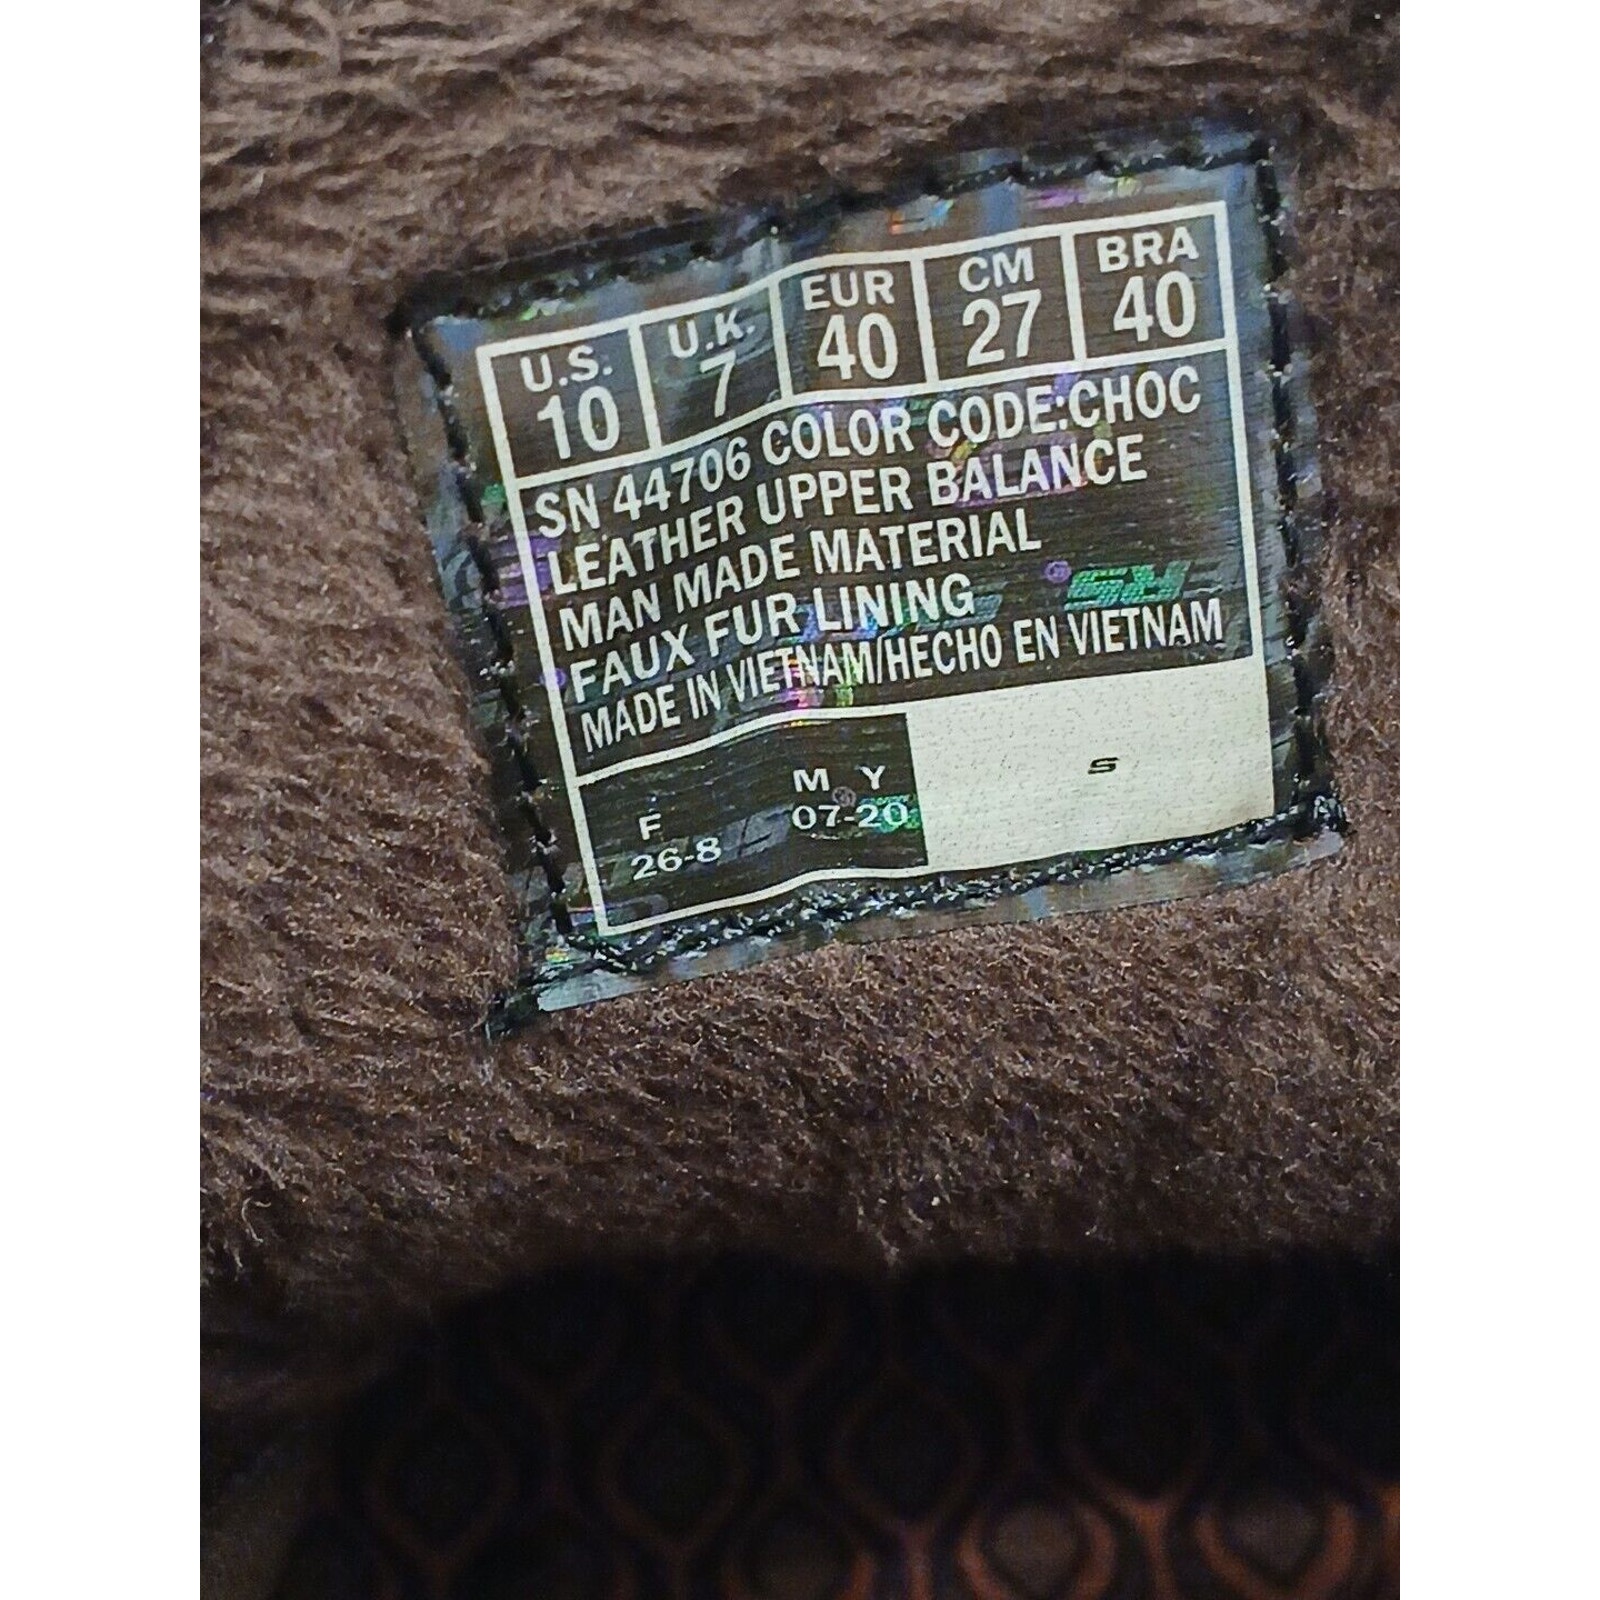 U.S. U.K. EUR CM BRA
10 7 40 27 40
SN 44706 COLOR CODE:CHOC
LEATHER UPPER BALANCE
MAN MADE MATERIAL
FAUX FUR LINING
MADE IN VIETNAM/HECHO EN VIETNAM
F M Y
26-8 07-20
S